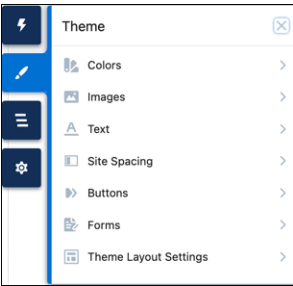 Theme
Colors
Images
Text
Site Spacing
Buttons
Forms
Theme Layout Settings